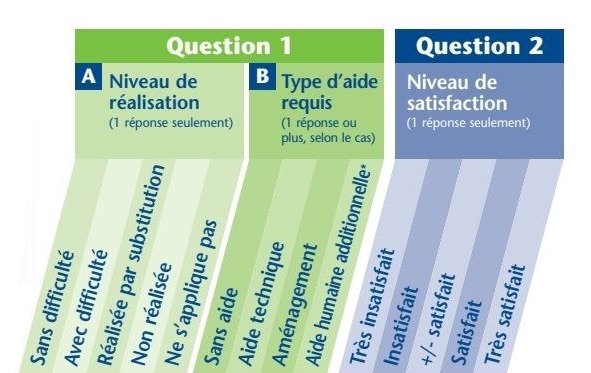 Question 1
A Niveau de
réalisation
(1 réponse seulement)
B Type d’aide
requis
(1 réponse ou
plus, selon le cas)
Question 2
Niveau de
satisfaction
(1 réponse seulement)
Sans difficulté
Avec difficulté
Réalisée par substitution
Non réalisée
Ne s’applique pas
Sans aide
Aide technique
Aménagement
Aide humaine additionnelle*
Très insatisfait
Insatisfait
+/- satisfait
Satisfait
Très satisfait